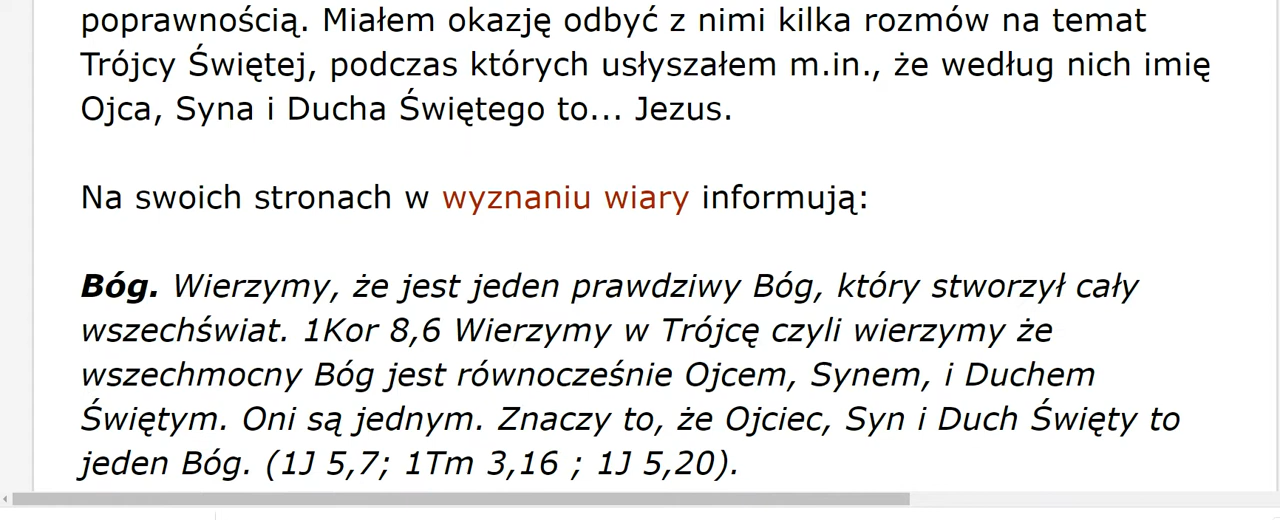 poprawnością. Miałem okazję odbyć z nimi kilka rozmów na temat
Trójcy Świętej, podczas których usłyszałem m.in., że według nich imię
Ojca, Syna i Ducha Świętego to... Jezus.
Na swoich stronach w wyznaniu wiary informują:
Bóg. Wierzymy, że jest jeden prawdziwy Bóg, który stworzył cały
wszechświat. 1Kor 8,6 Wierzymy w Trójcę czyli wierzymy że
wszechmocny Bóg jest równocześnie Ojcem, Synem, i Duchem
Świętym. Oni są jednym. Znaczy to, że Ojciec, Syn i Duch Święty to
jeden Bóg. (1J 5,7; 1Tm 3,16 ; 1J 5,20).